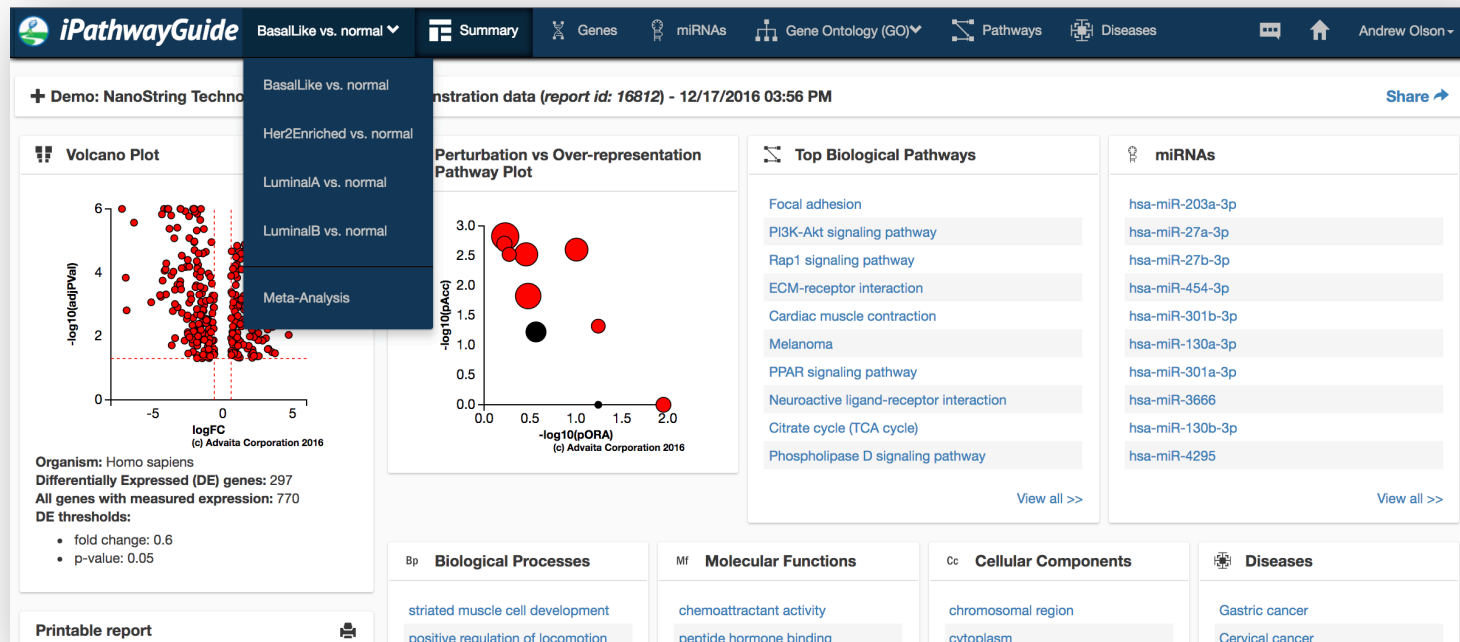 iPathwayGuide
BasalLike vs. normal
Summary
Genes
miRNAs
Gene Ontology (GO)
Pathways
Diseases
Andrew Olson
BasalLike vs. normal
Her2Enriched vs. normal
LuminalA vs. normal
LuminalB vs. normal
Meta-Analysis
Demo: NanoString Techno
nstration data (report id: 16812) - 12/17/2016 03:56 PM
Share
Volcano Plot
6
4
2
0
-log10(adjPVal)
-5
0
5
logFC
(c) Advaita Corporation 2016
Organism: Homo sapiens
Differentially Expressed (DE) genes: 297
All genes with measured expression: 770
DE thresholds:
• fold change: 0.6
• p-value: 0.05
Printable report
Perturbation vs Over-representation
Pathway Plot
3.0
2.5
2.0
1.5
1.0
0.5
0.0
-log10(pAcc)
0.0
0.5
1.0
1.5
2.0
-log10(pORA)
(c) Advaita Corporation 2016
Top Biological Pathways
Focal adhesion
PI3K-Akt signaling pathway
Rap1 signaling pathway
ECM-receptor interaction
Cardiac muscle contraction
Melanoma
PPAR signaling pathway
Neuroactive ligand-receptor interaction
Citrate cycle (TCA cycle)
Phospholipase D signaling pathway
View all >>
miRNAs
hsa-miR-203a-3p
hsa-miR-27a-3p
hsa-miR-27b-3p
hsa-miR-454-3p
hsa-miR-301b-3p
hsa-miR-130a-3p
hsa-miR-301a-3p
hsa-miR-3666
hsa-miR-130b-3p
hsa-miR-4295
View all >>
Bp Biological Processes
striated muscle cell development
positive regulation of locomotion
Mf Molecular Functions
chemoattractant activity
peptide hormone binding
Cc Cellular Components
chromosomal region
cytoplasm
Diseases
Gastric cancer
Cervical cancer